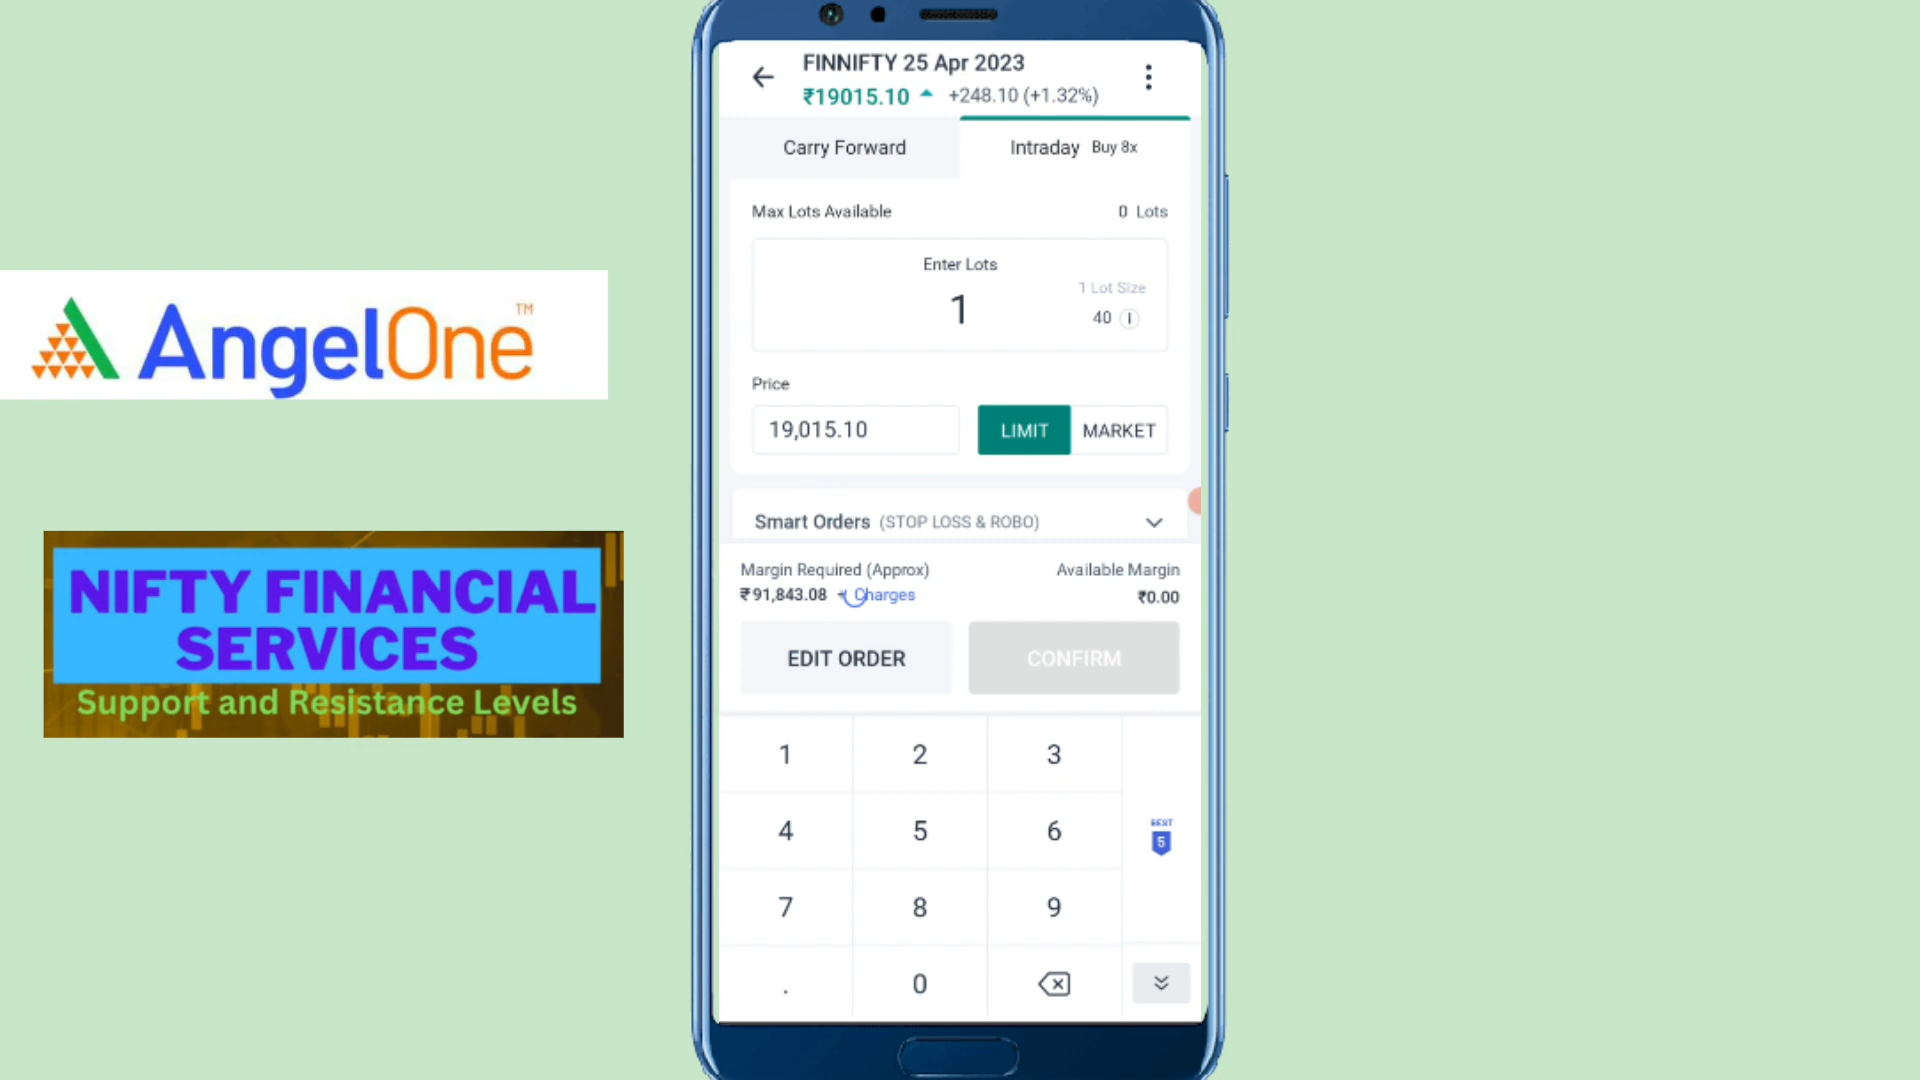 FINNIFTY 25 Apr 2023
₹19015.10 +248.10 (+1.32%)
Carry Forward
Intraday Buy 8x
Max Lots Available
0 Lots
Enter Lots
1
1 Lot Size
40
Price
19,015.10
LIMIT
MARKET
Smart Orders (STOP LOSS & ROBO)
Margin Required (Approx)
₹91,843.08 + Charges
Available Margin
₹0.00
EDIT ORDER
CONFIRM
1 2 3
4 5 6
BEST
5
7 8 9
. 0
AngelOne™
NIFTY FINANCIAL
SERVICES
Support and Resistance Levels